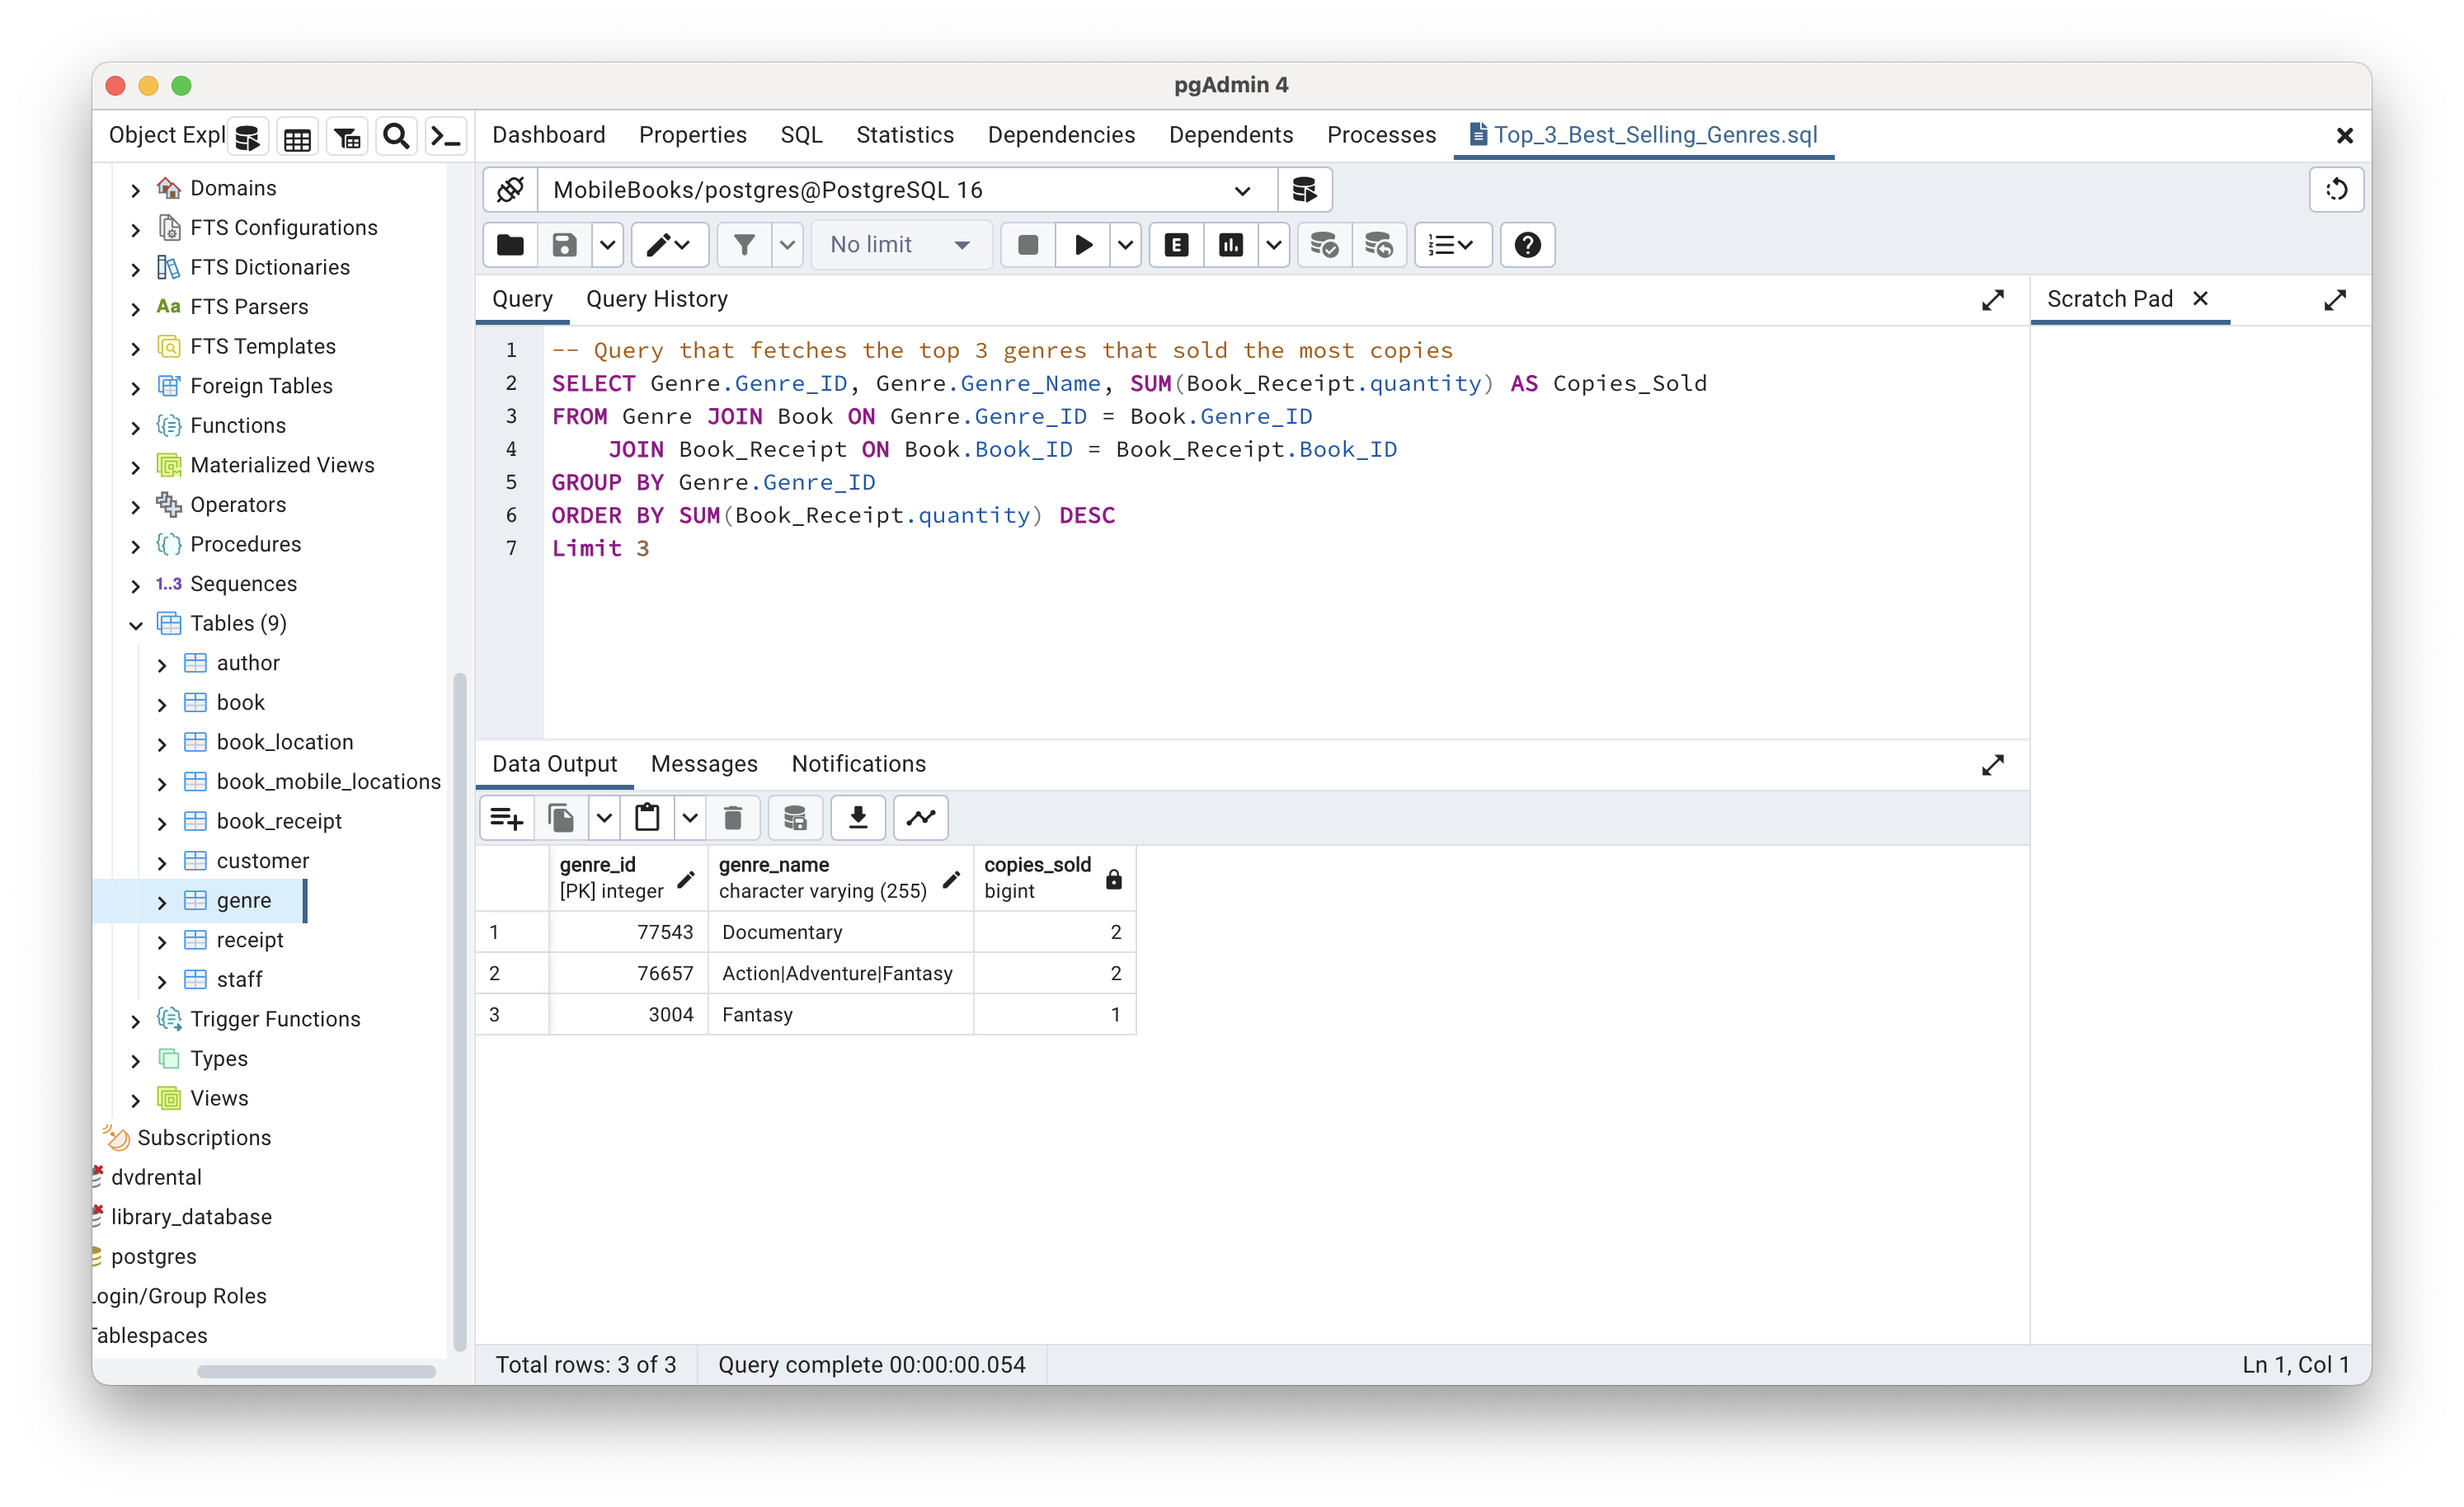 pgAdmin 4
Object Expl
Dashboard Properties SQL Statistics Dependencies Dependents Processes Top_3_Best_Selling_Genres.sql
Domains
FTS Configurations
FTS Dictionaries
Aa FTS Parsers
FTS Templates
Foreign Tables
Functions
Materialized Views
Operators
Procedures
1..3 Sequences
Tables (9)
author
book
book_location
book_mobile_locations
book_receipt
customer
genre
receipt
staff
Trigger Functions
Types
Views
Subscriptions
dvdrental
library_database
postgres
Login/Group Roles
Tablespaces
MobileBooks/postgres@PostgreSQL 16
No limit
E
Query Query History
Scratch Pad
1 -- Query that fetches the top 3 genres that sold the most copies
2 SELECT Genre.Genre_ID, Genre.Genre_Name, SUM(Book_Receipt.quantity) AS Copies_Sold
3 FROM Genre JOIN Book ON Genre.Genre_ID = Book.Genre_ID
4 JOIN Book_Receipt ON Book.Book_ID = Book_Receipt.Book_ID
5 GROUP BY Genre.Genre_ID
6 ORDER BY SUM(Book_Receipt.quantity) DESC
7 Limit 3
Data Output Messages Notifications
genre_id genre_name copies_sold
[PK] integer character varying (255) bigint
1 77543 Documentary 2
2 76657 Action|Adventure|Fantasy 2
3 3004 Fantasy 1
Total rows: 3 of 3 Query complete 00:00:00.054 Ln 1, Col 1